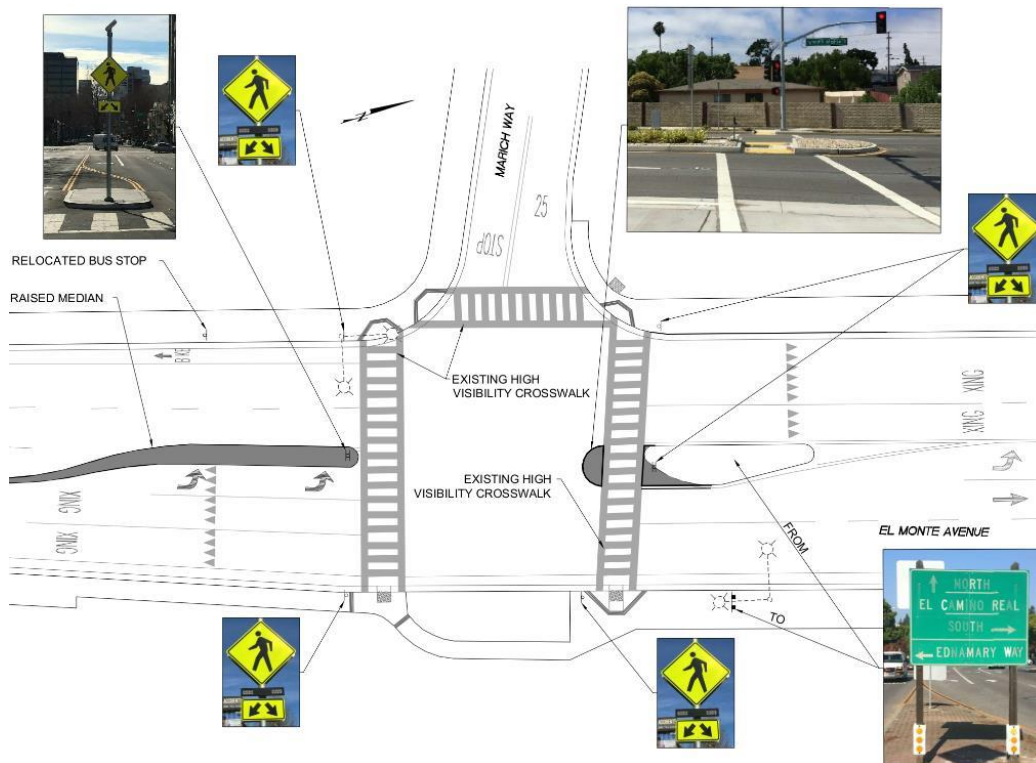 MARICH WAY
25
STOP
RELOCATED BUS STOP
RAISED MEDIAN
BIKE
EXISTING HIGH
VISIBILITY CROSSWALK
XING
XING
EXISTING HIGH
VISIBILITY CROSSWALK
XING
XING
FROM
TO
EL MONTE AVENUE
NORTH
EL CAMINO REAL
SOUTH
EDNAMARY WAY